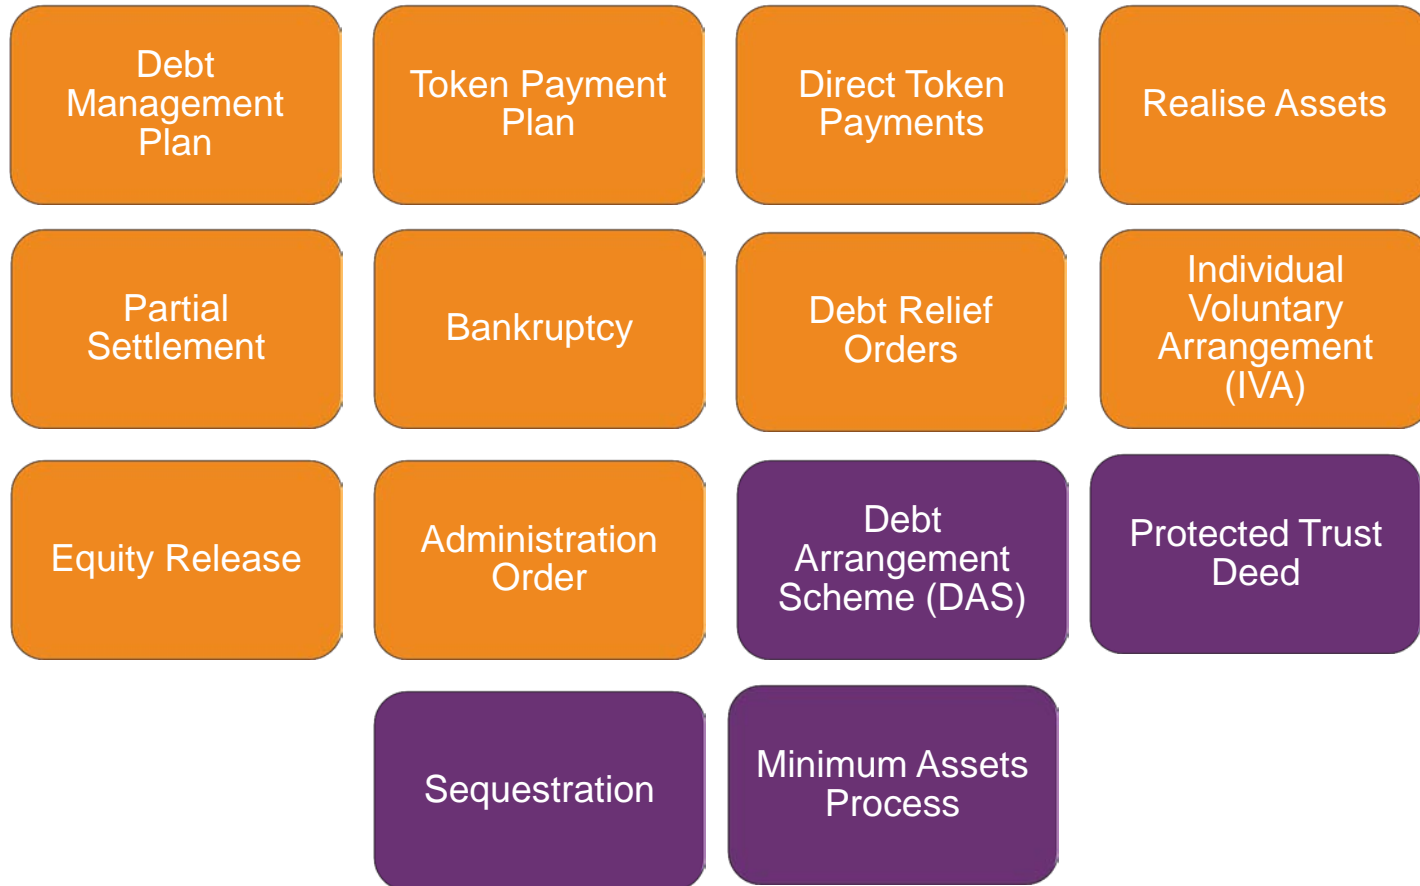 Debt
Management
Plan
Token Payment
Plan
Direct Token
Payments
Realise Assets
Partial
Settlement
Bankruptcy
Debt Relief
Orders
Individual
Voluntary
Arrangement
(IVA)
Equity Release
Administration
Order
Debt
Arrangement
Scheme (DAS)
Protected Trust
Deed
Sequestration
Minimum Assets
Process